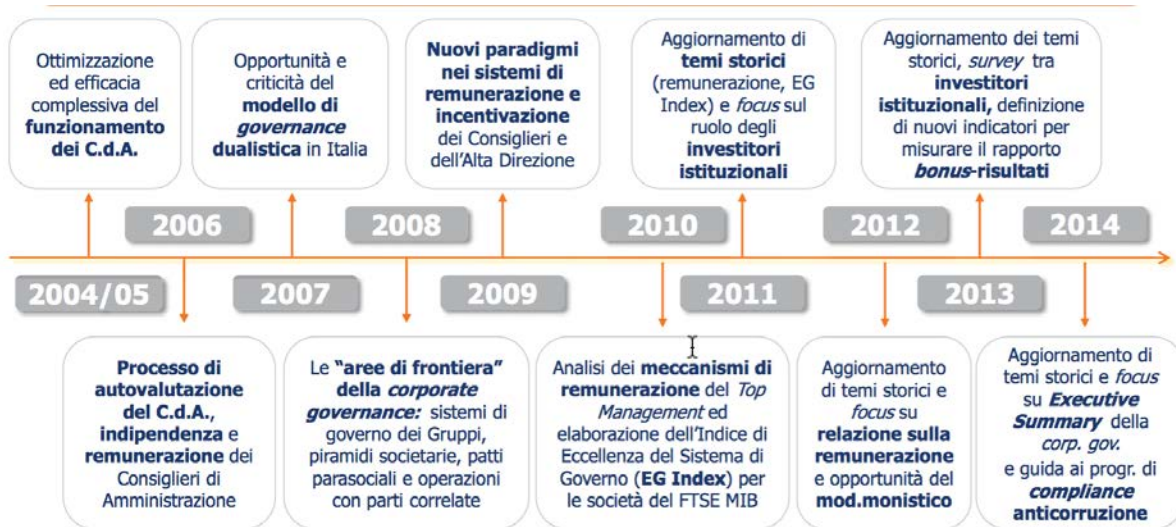 Ottimizzazione
ed efficacia
complessiva del
funzionamento
dei C.d.A.
Opportunità e
criticità del
modello di
governance
dualistica in Italia
Nuovi paradigmi
nei sistemi di
remunerazione e
incentivazione
dei Consiglieri e
dell'Alta Direzione
Aggiornamento di
temi storici
(remunerazione, EG
Index) e focus sul
ruolo degli
investitori
istituzionali
Aggiornamento dei temi
storici, survey tra
investitori
istituzionali, definizione
di nuovi indicatori per
misurare il rapporto
bonus-risultati
2006
2008
2010
2012
2014
2004/05
2007
2009
2011
2013
Processo di
autovalutazione
del C.d.A.,
indipendenza e
remunerazione dei
Consiglieri di
Amministrazione
Le "aree di frontiera"
della corporate
governance: sistemi di
governo dei Gruppi,
piramidi societarie, patti
parasociali e operazioni
con parti correlate
Analisi dei meccanismi di
remunerazione del Top
Management ed
elaborazione dell'Indice di
Eccellenza del Sistema di
Governo (EG Index) per
le società del FTSE MIB
Aggiornamento
di temi storici e
focus su
relazione sulla
remunerazione
e opportunità del
mod.monistico
Aggiornamento di
temi storici e focus
su Executive
Summary della
corp. gov.
e guida ai progr. di
compliance
anticorruzione